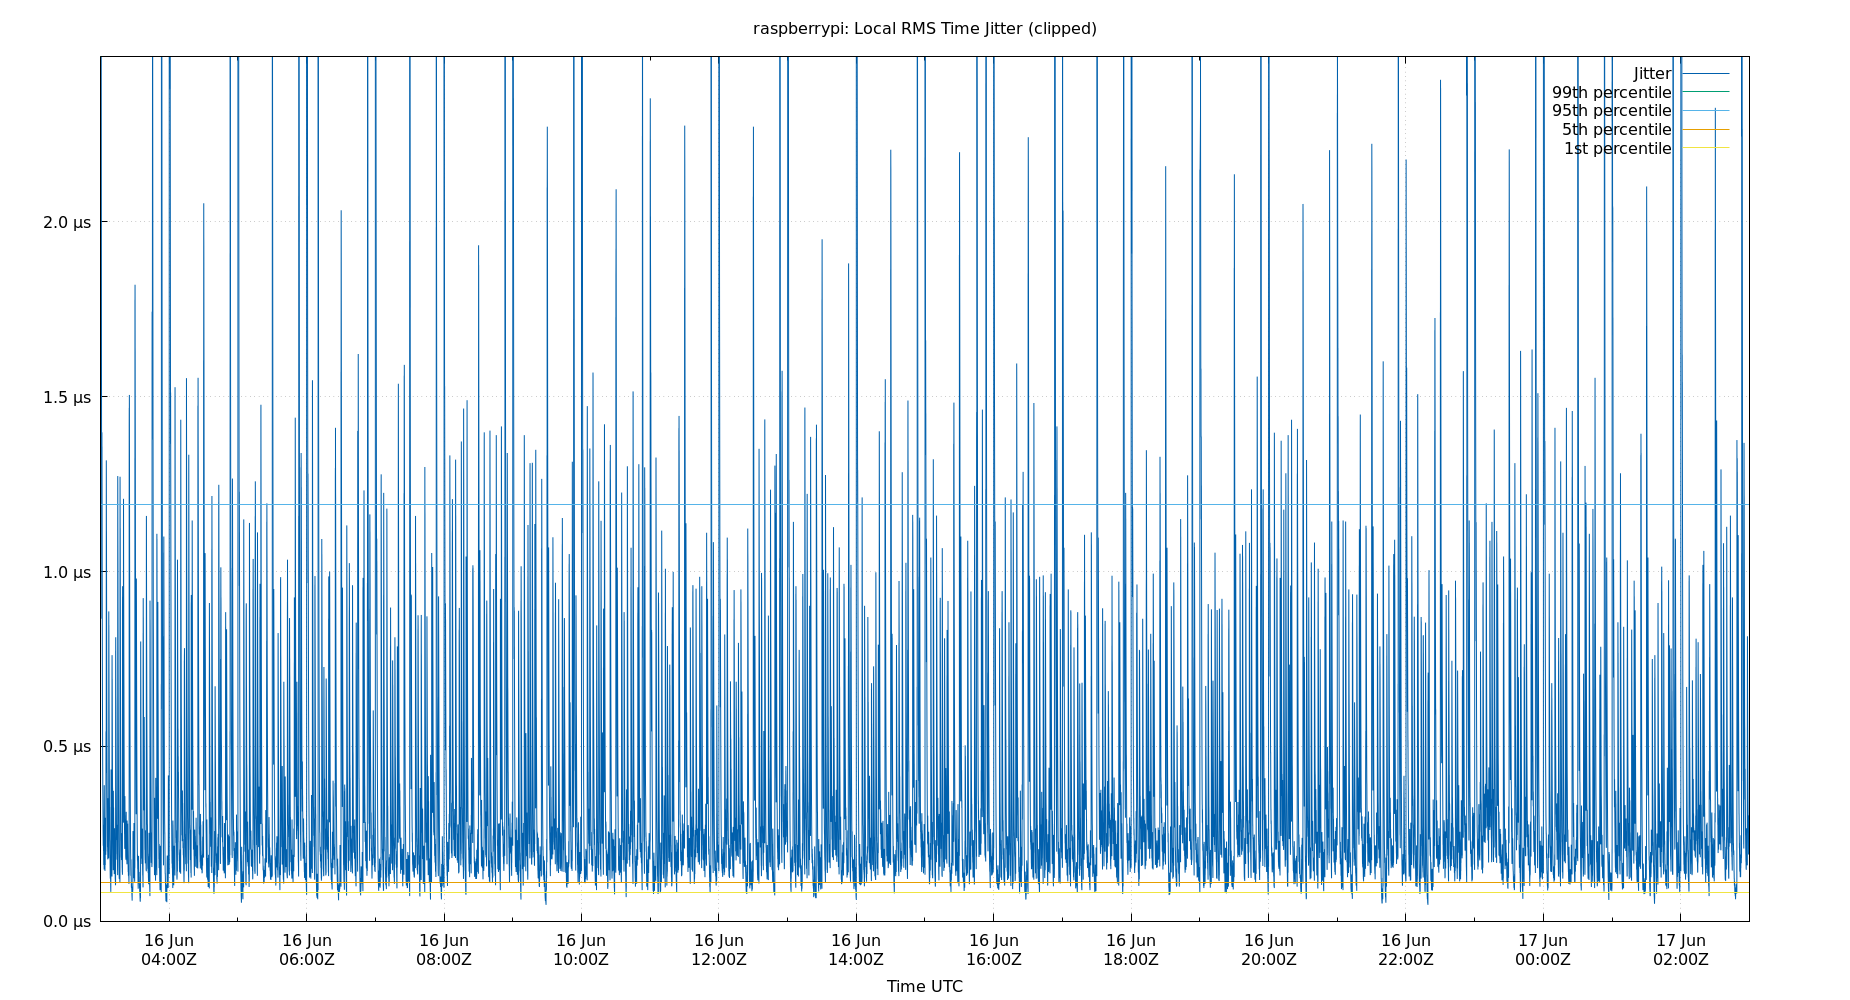 raspberrypi: Local RMS Time Jitter (clipped)
Jitter
99th percentile
95th percentile
5th percentile
1st percentile
2.0 µs
1.5 µs
1.0 µs
0.5 µs
0.0 µs
16 Jun 16 Jun 16 Jun 16 Jun 16 Jun 16 Jun 16 Jun 16 Jun 16 Jun 16 Jun 17 Jun 17 Jun
04:00Z 06:00Z 08:00Z 10:00Z 12:00Z 14:00Z 16:00Z 18:00Z 20:00Z 22:00Z 00:00Z 02:00Z
Time UTC